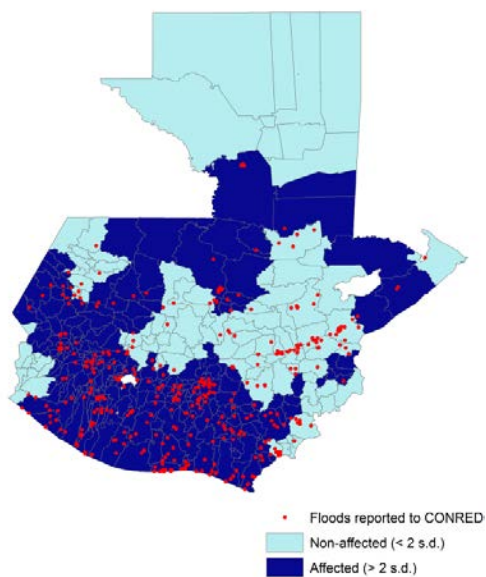 Floods reported to CONRED
Non-affected (< 2 s.d.)
Affected (> 2 s.d.)